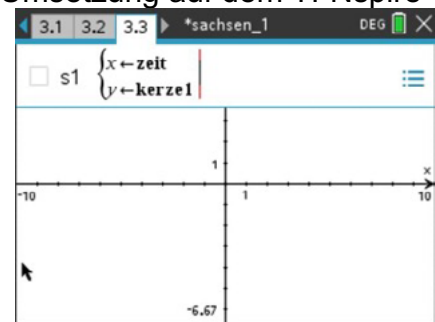 Umsetzung auf dem TI-Nspire
3.1 3.2 3.3 *sachsen_1 DEG
s1 {x←zeit
y←kerze1
1
x
-10 1 10
-6.67